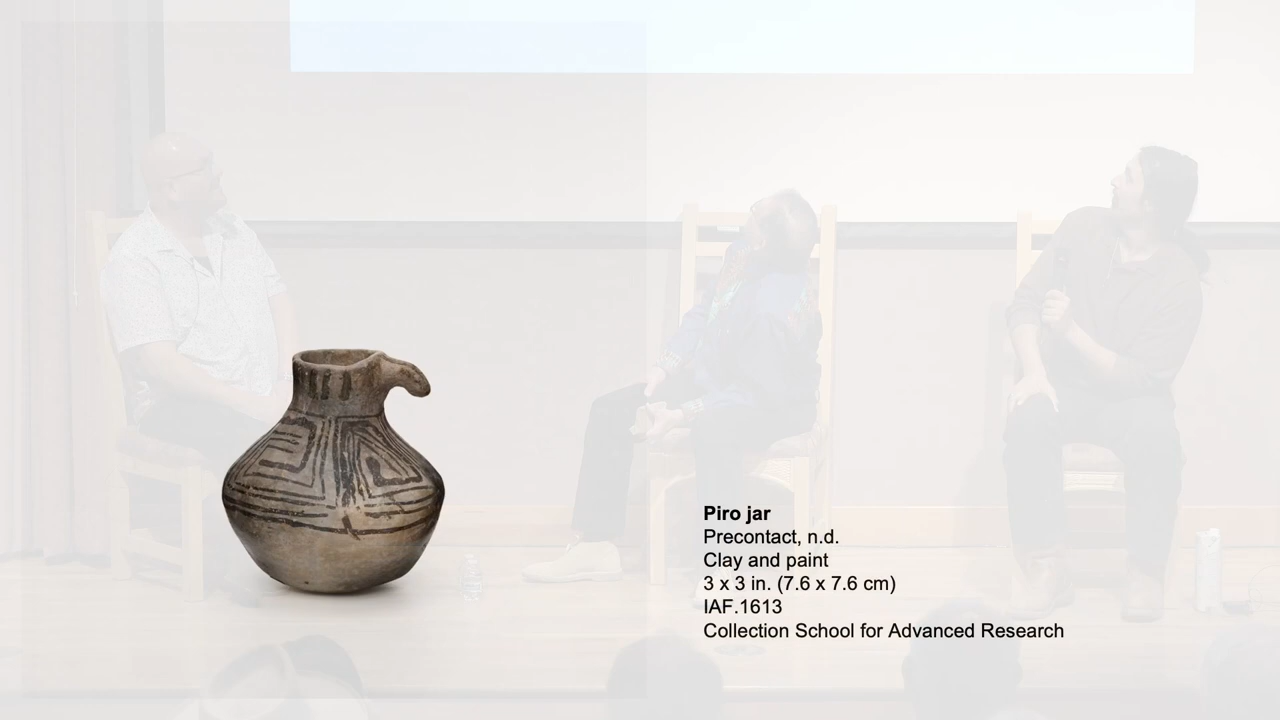 Piro jar
Precontact, n.d.
Clay and paint
3 x 3 in. (7.6 x 7.6 cm)
IAF.1613
Collection School for Advanced Research